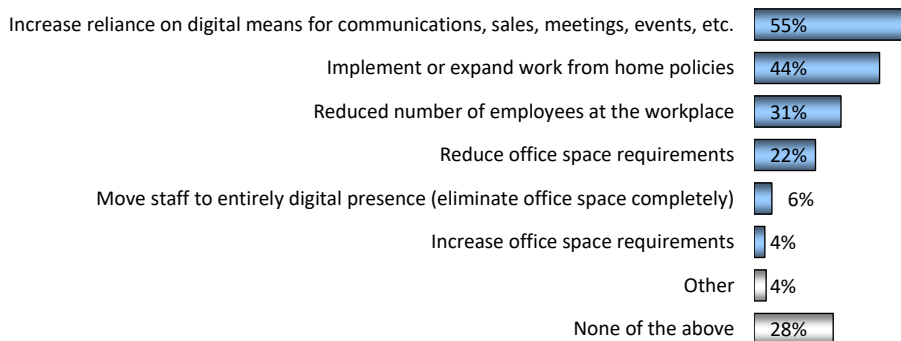 Increase reliance on digital means for communications, sales, meetings, events, etc. 55%
Implement or expand work from home policies 44%
Reduced number of employees at the workplace 31%
Reduce office space requirements 22%
Move staff to entirely digital presence (eliminate office space completely) 6%
Increase office space requirements 4%
Other 4%
None of the above 28%